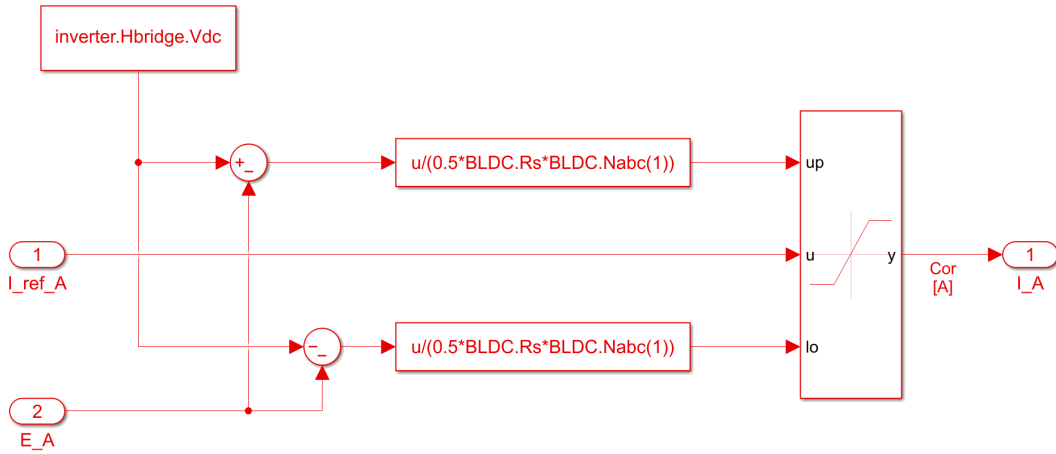 inverter.Hbridge.Vdc
+
_
u/(0.5*BLDC.Rs*BLDC.Nabc(1))
up
1
I_ref_A
u
y
Cor
[A]
1
I_A
_
_
u/(0.5*BLDC.Rs*BLDC.Nabc(1))
lo
2
E_A